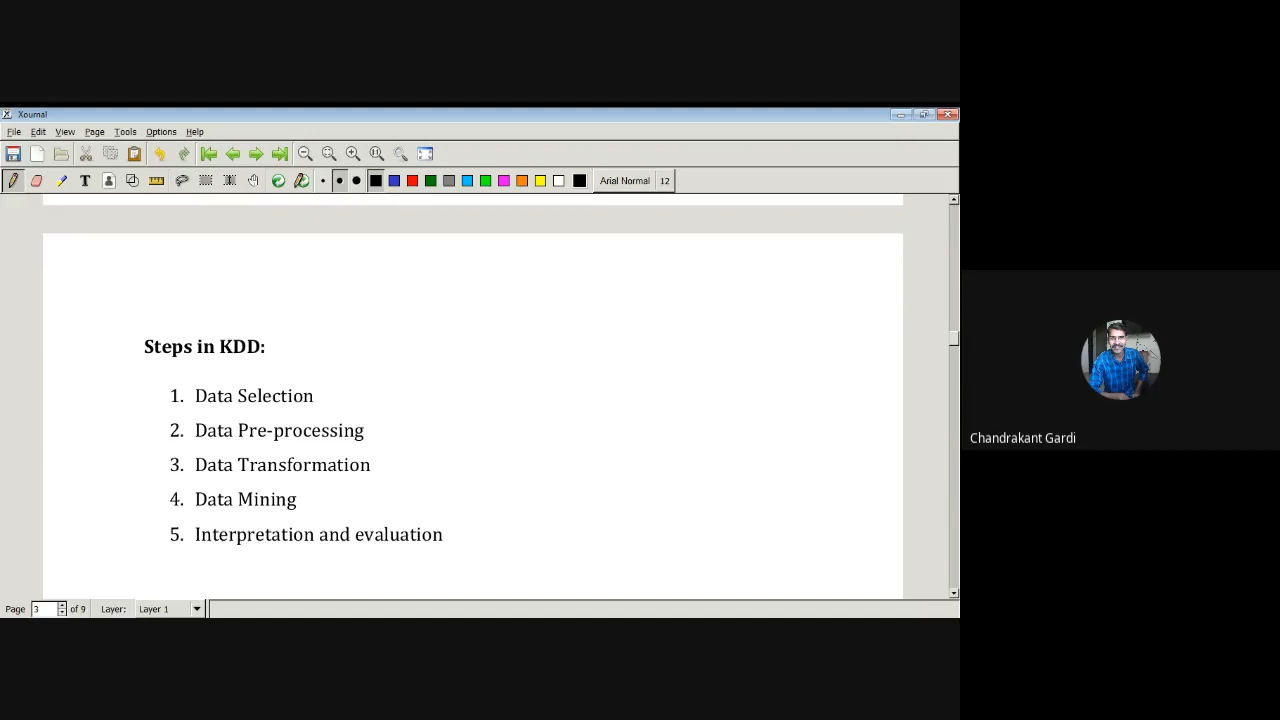 Xournal
File Edit View Page Tools Options Help
Arial Normal 12
Steps in KDD:
1. Data Selection
2. Data Pre-processing
3. Data Transformation
4. Data Mining
5. Interpretation and evaluation
Chandrakant Gardi
Page 3 of 9 Layer: Layer 1